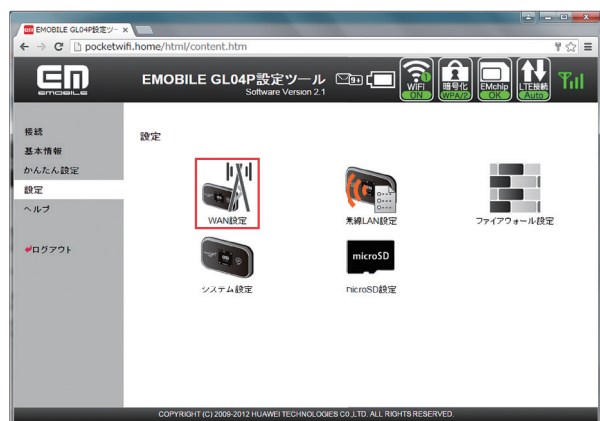 EMOBILE GL04P設定ツー
pocketwifi.home/html/content.htm
EM
EMOBILE
EMOBILE GL04P設定ツール
Software Version 2.1
9+
WiFi
ON
暗号化
WPA/2
EMchip
OK
LTE接続
Auto
接続
基本情報
かんたん設定
設定
ヘルプ
ログアウト
設定
WAN設定
無線LAN設定
ファイアウォール設定
microSD
システム設定
microSD設定
COPYRIGHT (C) 2009-2012 HUAWEI TECHNOLOGIES CO.,LTD. ALL RIGHTS RESERVED.